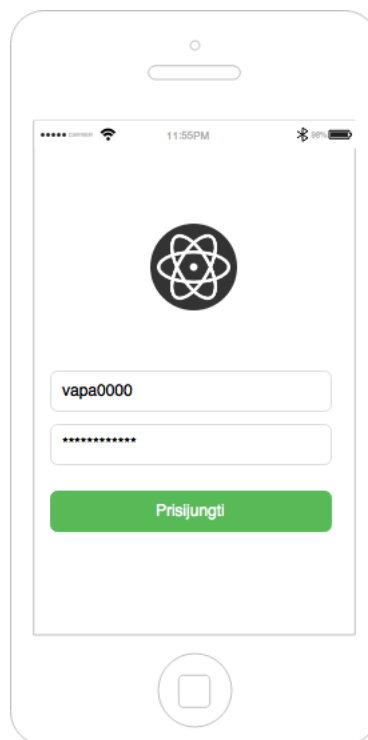 CARRIER 11:55PM 98%
vapa0000
************
Prisijungti